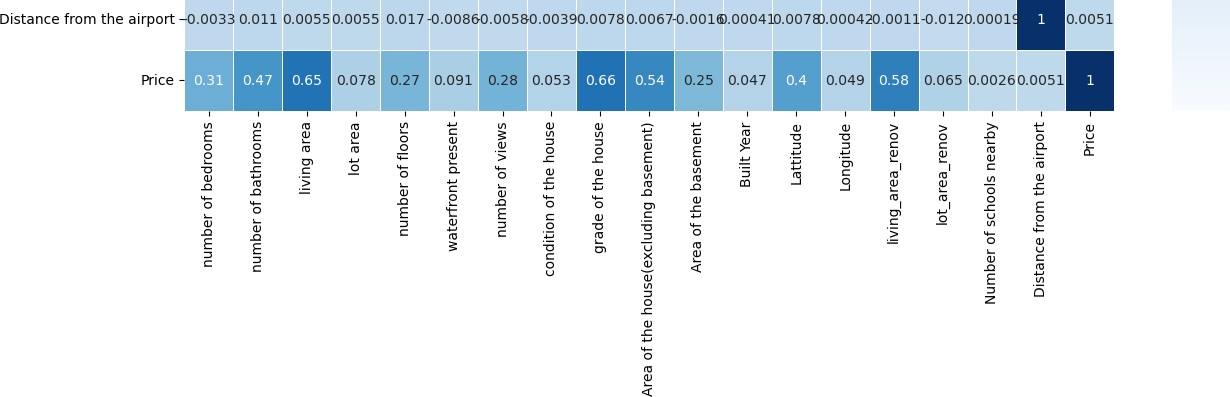 Distance from the airport -0.0033 0.011 0.0055 0.0055 0.017 -0.0086 0.0058 -0.0039 0.0078 0.0067 -0.0016 0.00041 0.0078 0.00042 0.0011 -0.012 0.00019 1 0.0051
Price 0.31 0.47 0.65 0.078 0.27 0.091 0.28 0.053 0.66 0.54 0.25 0.047 0.4 0.049 0.58 0.065 0.0026 0.0051 1
number of bedrooms
number of bathrooms
living area
lot area
number of floors
waterfront present
number of views
condition of the house
grade of the house
Area of the house(excluding basement)
Area of the basement
Built Year
Lattitude
Longitude
living_area_renov
lot_area_renov
Number of schools nearby
Distance from the airport
Price